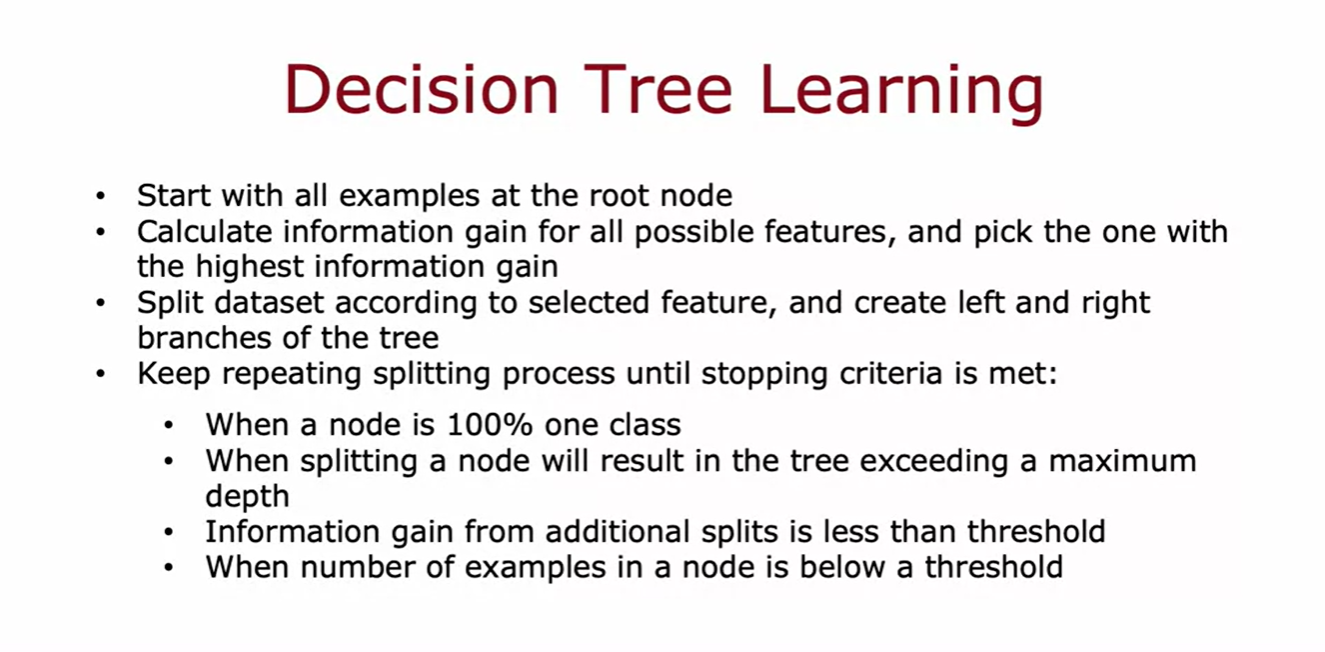 Decision Tree Learning
• Start with all examples at the root node
• Calculate information gain for all possible features, and pick the one with
the highest information gain
• Split dataset according to selected feature, and create left and right
branches of the tree
• Keep repeating splitting process until stopping criteria is met:
• When a node is 100% one class
• When splitting a node will result in the tree exceeding a maximum
depth
• Information gain from additional splits is less than threshold
• When number of examples in a node is below a threshold